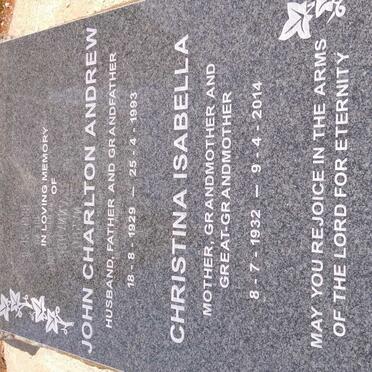 IN LOVING MEMORY
OF
JOHN CHARLTON ANDREW
HUSBAND, FATHER AND GRANDFATHER
18 - 8 - 1929 — 25 - 4 - 1993
CHRISTINA ISABELLA
MOTHER, GRANDMOTHER AND
GREAT-GRANDMOTHER
8 - 7 - 1932 — 9 - 4 - 2014
MAY YOU REJOICE IN THE ARMS
OF THE LORD FOR ETERNITY